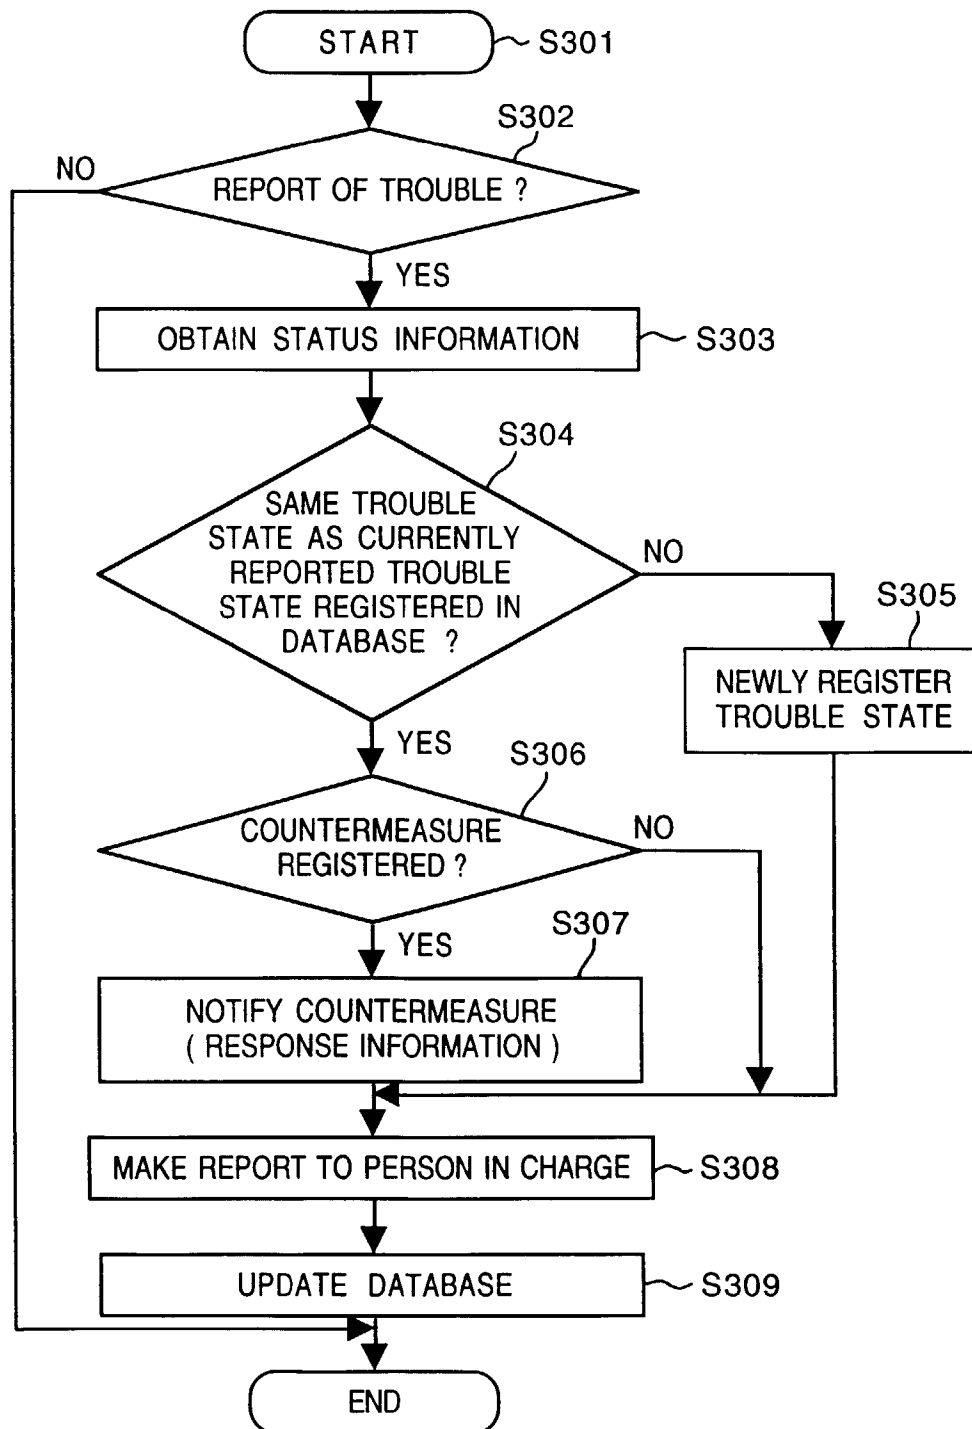 START
S301
S302
NO
REPORT OF TROUBLE ?
YES
OBTAIN STATUS INFORMATION
S303
S304
SAME TROUBLE
STATE AS CURRENTLY
REPORTED TROUBLE
STATE REGISTERED IN
DATABASE ?
NO
S305
NEWLY REGISTER
TROUBLE STATE
YES
S306
COUNTERMEASURE
REGISTERED ?
NO
YES
S307
NOTIFY COUNTERMEASURE
( RESPONSE INFORMATION )
MAKE REPORT TO PERSON IN CHARGE
S308
UPDATE DATABASE
S309
END